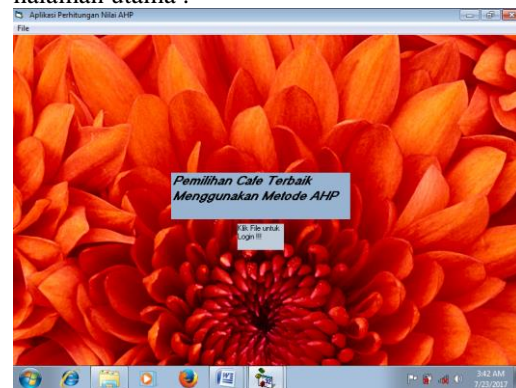 halaman utama :
Aplikasi Perhitungan Nilai AHP
File
Pemilihan Cafe Terbaik
Menggunakan Metode AHP
Klik File untuk
Login !!!
3:42 AM
7/23/2017